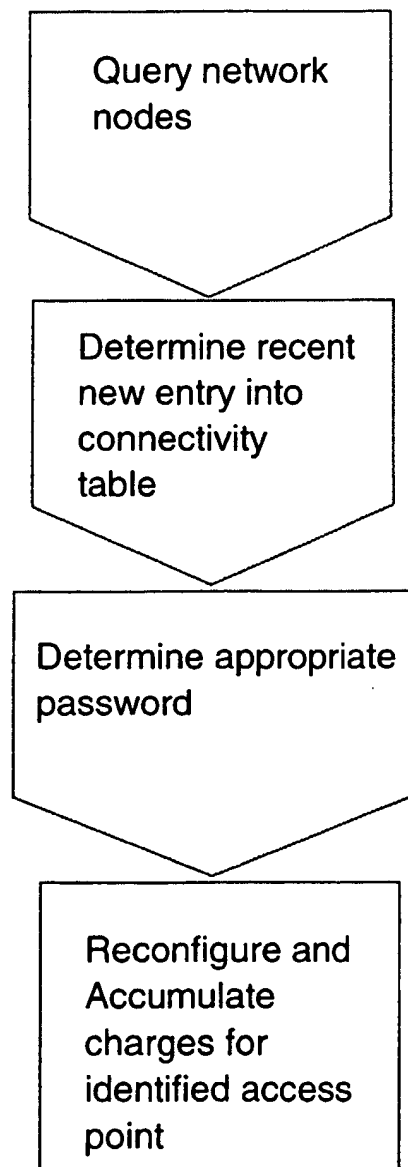 Query network
nodes
Determine recent
new entry into
connectivity
table
Determine appropriate
password
Reconfigure and
Accumulate
charges for
identified access
point